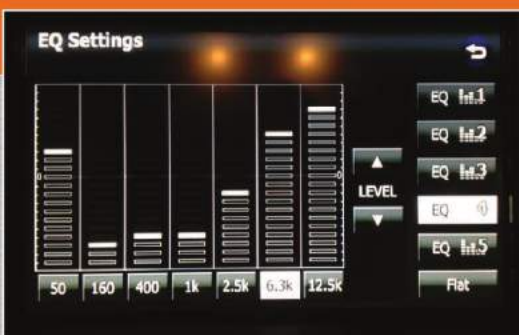 EQ Settings
EQ 1
EQ 2
0 0
EQ 3
LEVEL
EQ 4
EQ 5
50 160 400 1k 2.5k 6.3k 12.5k Flat